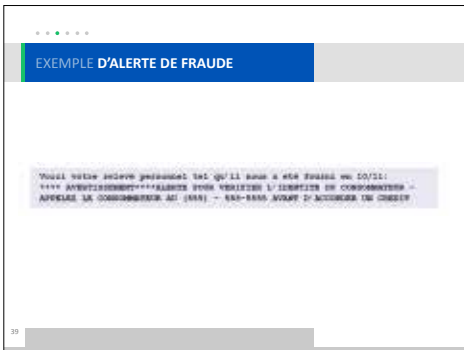 EXEMPLE D'ALERTE DE FRAUDE
Voici votre relevé personnel tel qu'il nous a été fourni en 10/11:
**** AVERTISSEMENT****ALERTE POUR VERIFIER L'IDENTITE DU CONSOMMATEUR -
APPELEZ LE CONSOMMATEUR AU (555) - 555-5555 AVANT D'ACCORDER UN CREDIT
39